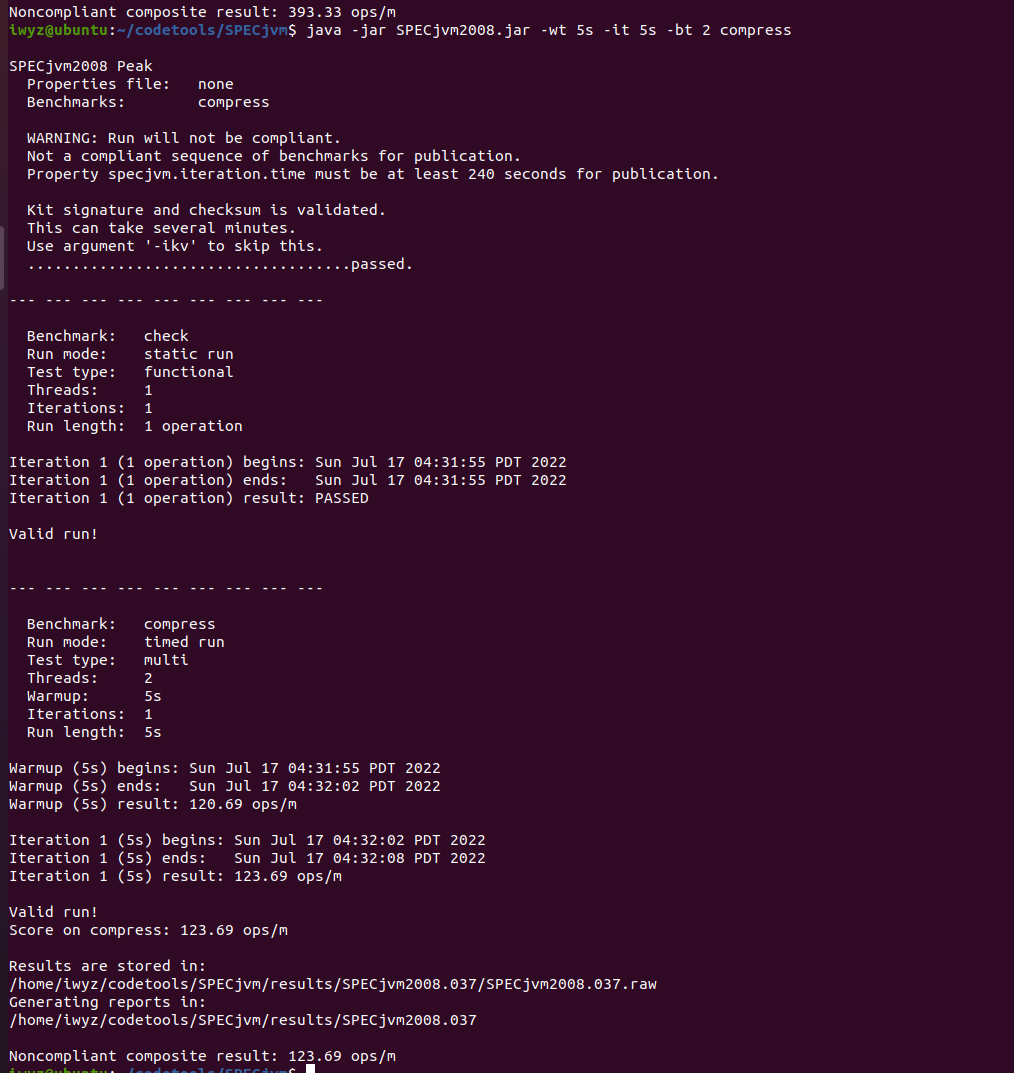 Noncompliant composite result: 393.33 ops/m
iwyz@ubuntu:~/codetools/SPECjvm$ java -jar SPECjvm2008.jar -wt 5s -it 5s -bt 2 compress
SPECjvm2008 Peak
  Properties file:   none
  Benchmarks:        compress
  WARNING: Run will not be compliant.
  Not a compliant sequence of benchmarks for publication.
  Property specjvm.iteration.time must be at least 240 seconds for publication.
  Kit signature and checksum is validated.
  This can take several minutes.
  Use argument '-ikv' to skip this.
  ....................................passed.
--- --- --- --- --- --- --- --- ---
  Benchmark:   check
  Run mode:    static run
  Test type:   functional
  Threads:     1
  Iterations:  1
  Run length:  1 operation
Iteration 1 (1 operation) begins: Sun Jul 17 04:31:55 PDT 2022
Iteration 1 (1 operation) ends:   Sun Jul 17 04:31:55 PDT 2022
Iteration 1 (1 operation) result: PASSED
Valid run!
--- --- --- --- --- --- --- --- ---
  Benchmark:   compress
  Run mode:    timed run
  Test type:   multi
  Threads:     2
  Warmup:      5s
  Iterations:  1
  Run length:  5s
Warmup (5s) begins: Sun Jul 17 04:31:55 PDT 2022
Warmup (5s) ends:   Sun Jul 17 04:32:02 PDT 2022
Warmup (5s) result: 120.69 ops/m
Iteration 1 (5s) begins: Sun Jul 17 04:32:02 PDT 2022
Iteration 1 (5s) ends:   Sun Jul 17 04:32:08 PDT 2022
Iteration 1 (5s) result: 123.69 ops/m
Valid run!
Score on compress: 123.69 ops/m
Results are stored in:
/home/iwyz/codetools/SPECjvm/results/SPECjvm2008.037/SPECjvm2008.037.raw
Generating reports in:
/home/iwyz/codetools/SPECjvm/results/SPECjvm2008.037
Noncompliant composite result: 123.69 ops/m
iwyz@ubuntu:~/codetools/SPECjvm$